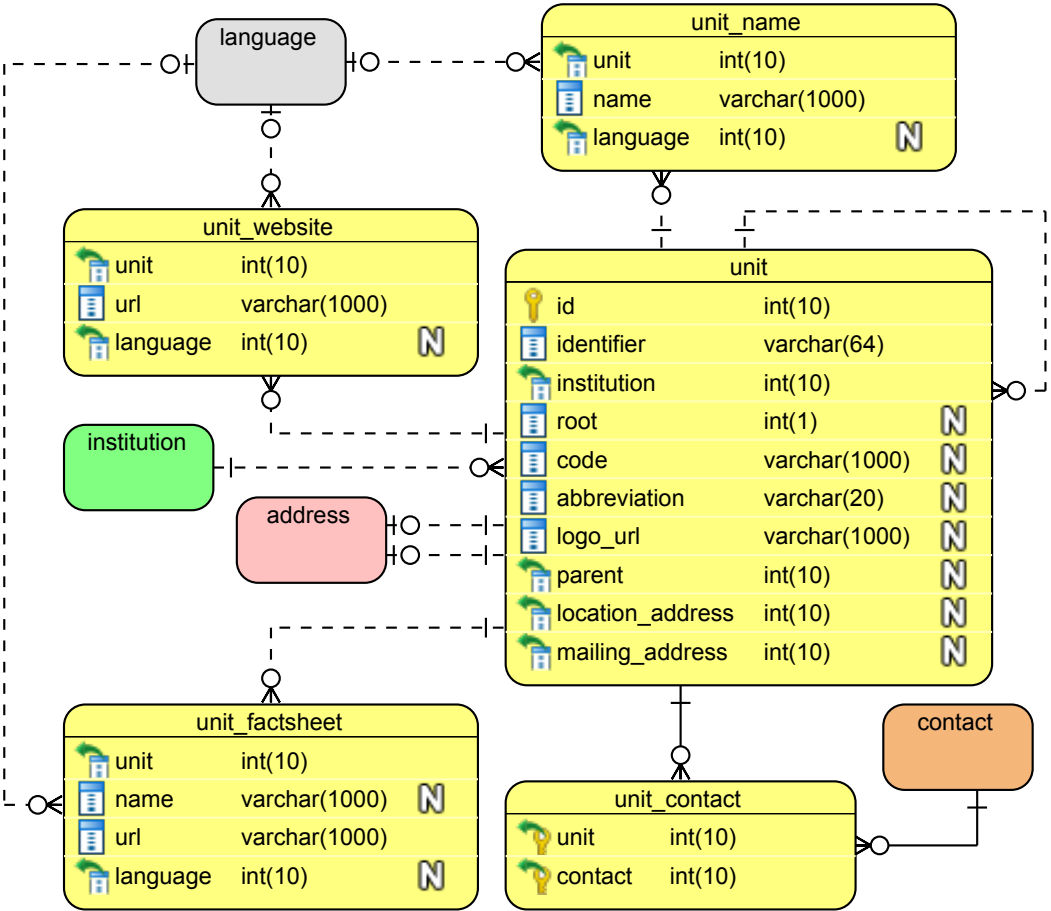 language
unit_name
unit int(10)
name varchar(1000)
language int(10) N
unit_website
unit int(10)
url varchar(1000)
language int(10) N
unit
id int(10)
identifier varchar(64)
institution int(10)
root int(1) N
code varchar(1000) N
abbreviation varchar(20) N
logo_url varchar(1000) N
parent int(10) N
location_address int(10) N
mailing_address int(10) N
institution
address
unit_factsheet
unit int(10)
name varchar(1000) N
url varchar(1000)
language int(10) N
unit_contact
unit int(10)
contact int(10)
contact